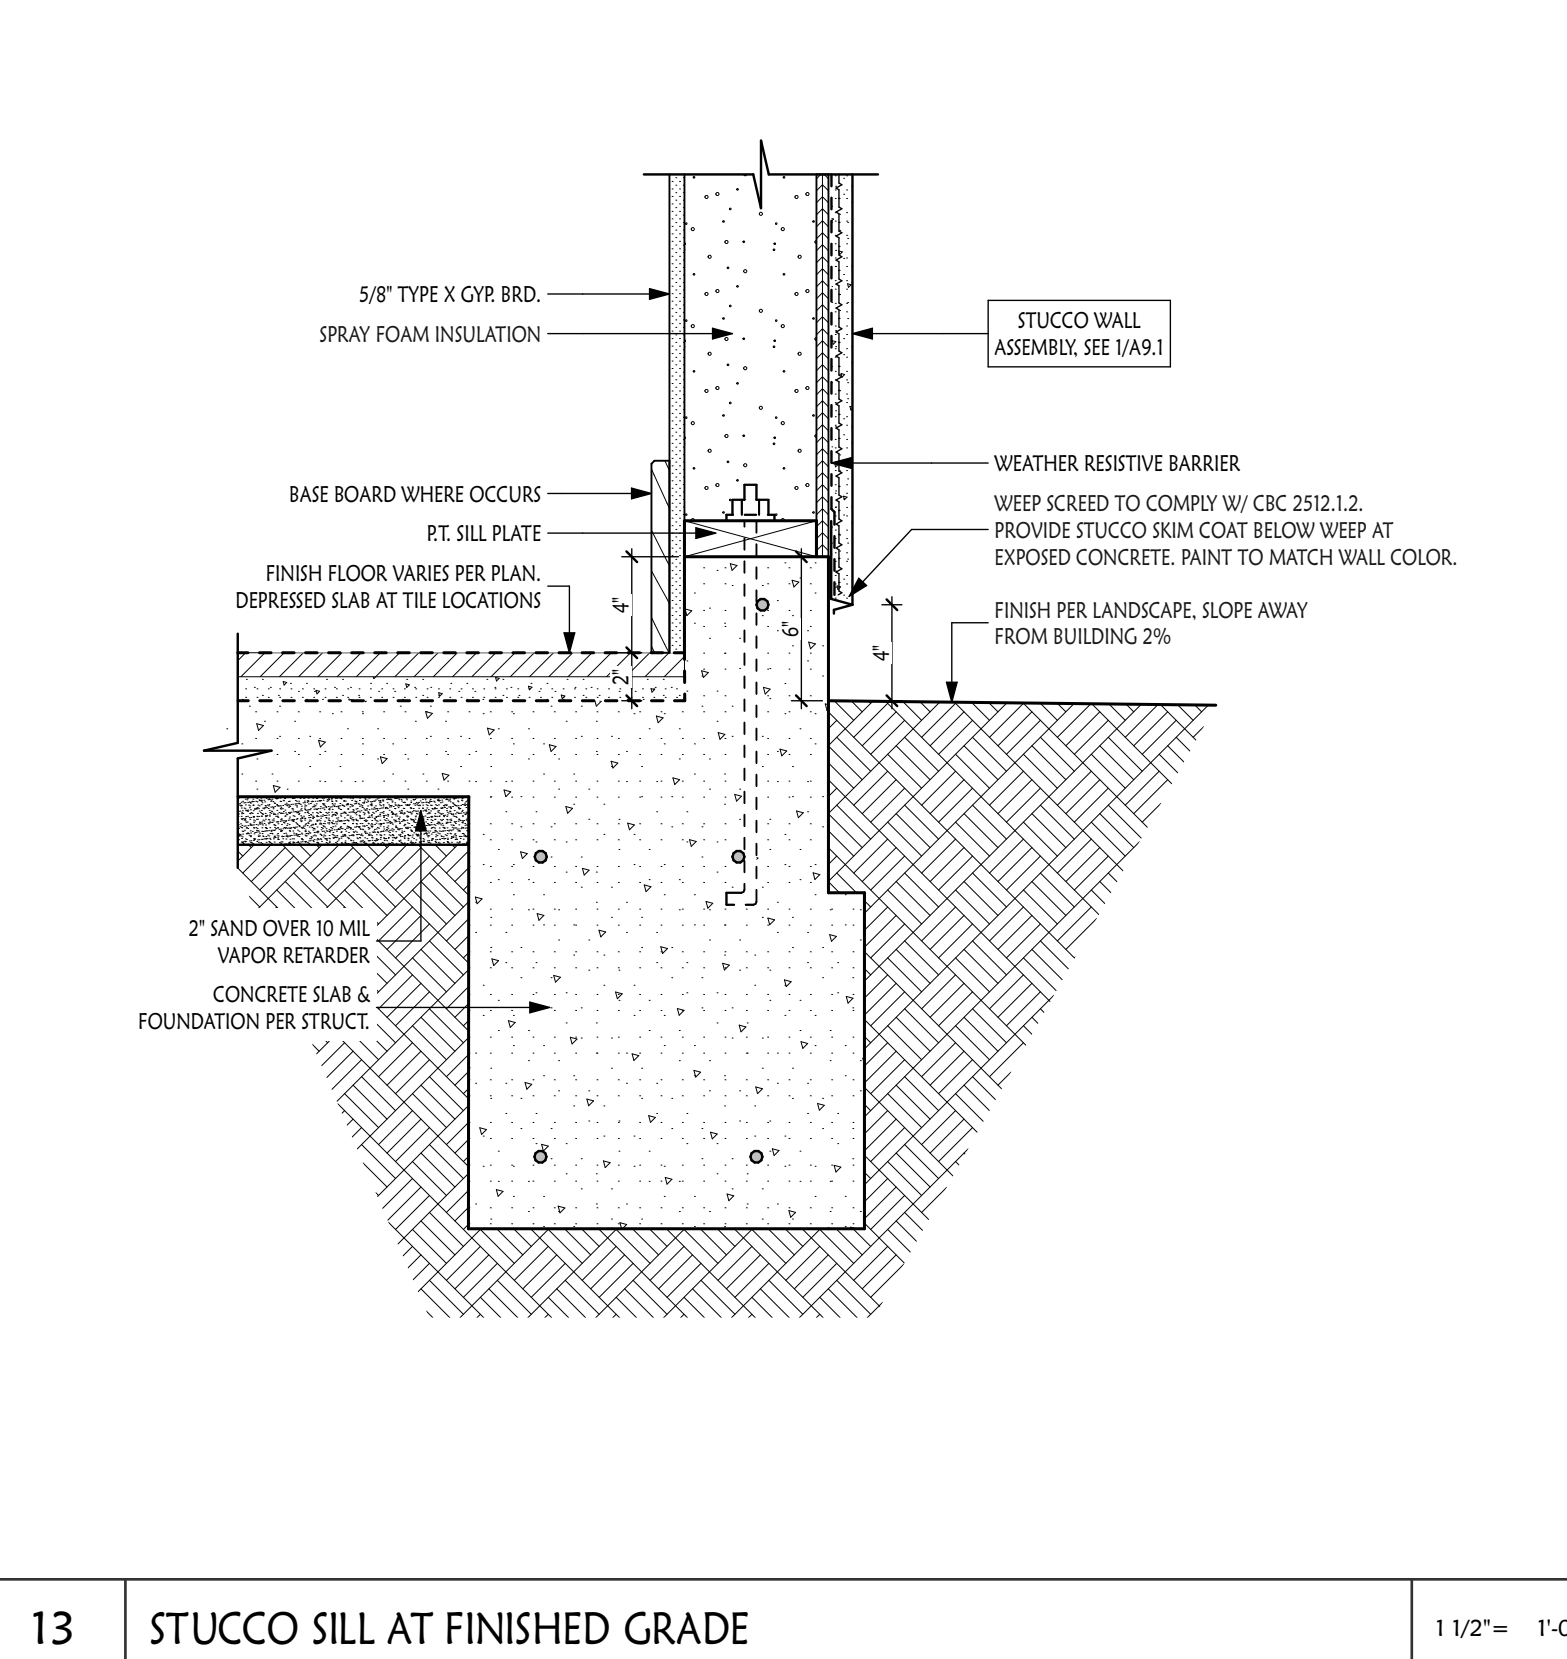 5/8" TYPE X GYP. BRD.
SPRAY FOAM INSULATION
STUCCO WALL
ASSEMBLY, SEE 1/A9.1
BASE BOARD WHERE OCCURS
P.T. SILL PLATE
FINISH FLOOR VARIES PER PLAN.
DEPRESSED SLAB AT TILE LOCATIONS
WEATHER RESISTIVE BARRIER
WEEP SCREED TO COMPLY W/ CBC 2512.1.2.
PROVIDE STUCCO SKIM COAT BELOW WEEP AT
EXPOSED CONCRETE. PAINT TO MATCH WALL COLOR.
FINISH PER LANDSCAPE, SLOPE AWAY
FROM BUILDING 2%
4"
2"
6"
4"
2" SAND OVER 10 MIL
VAPOR RETARDER
CONCRETE SLAB &
FOUNDATION PER STRUCT.
13
STUCCO SILL AT FINISHED GRADE
1 1/2"= 1'-0